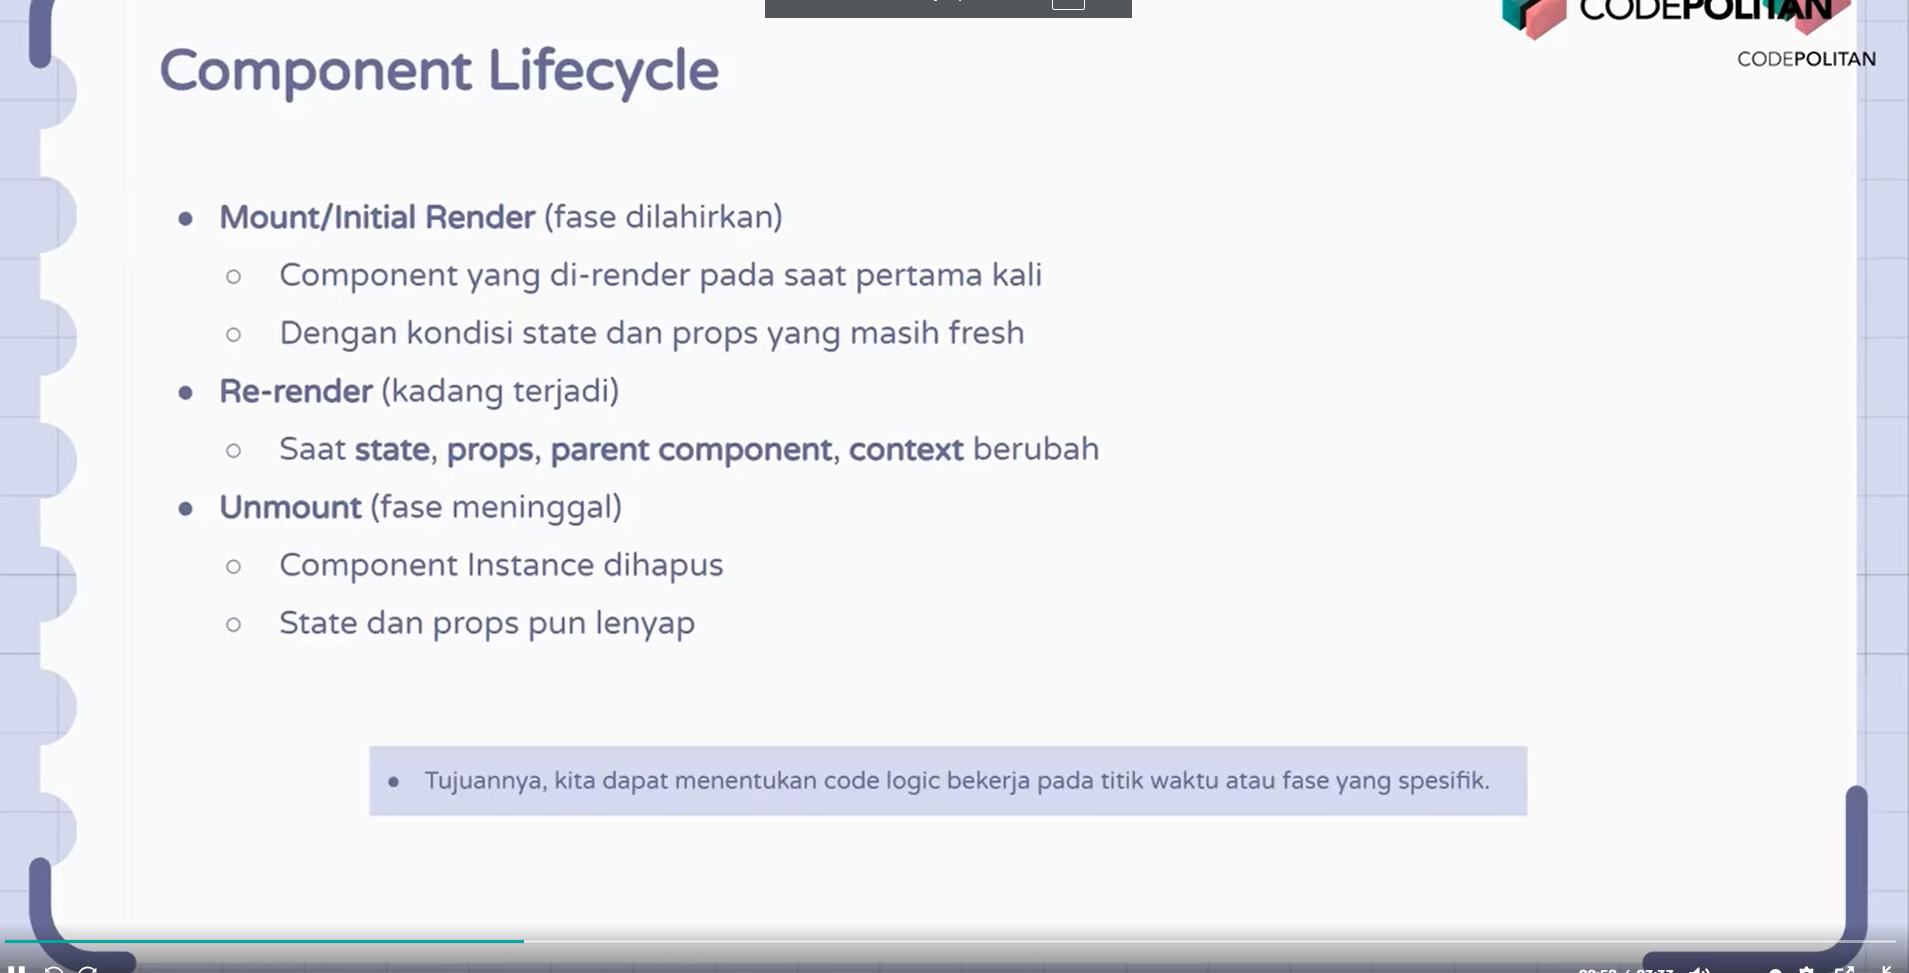 CODEPOLITAN
CODEPOLITAN
Component Lifecycle
● Mount/Initial Render (fase dilahirkan)
○ Component yang di-render pada saat pertama kali
○ Dengan kondisi state dan props yang masih fresh
● Re-render (kadang terjadi)
○ Saat state, props, parent component, context berubah
● Unmount (fase meninggal)
○ Component Instance dihapus
○ State dan props pun lenyap
● Tujuannya, kita dapat menentukan code logic bekerja pada titik waktu atau fase yang spesifik.